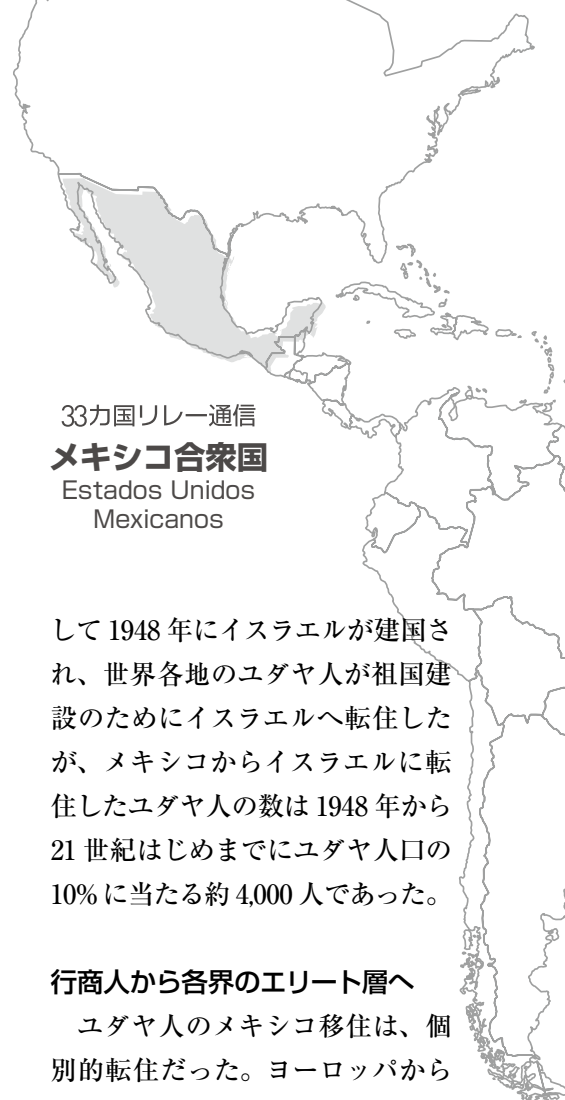 33カ国リレー通信
メキシコ合衆国
Estados Unidos
Mexicanos
して 1948 年にイスラエルが建国さ
れ、世界各地のユダヤ人が祖国建
設のためにイスラエルへ転住した
が、メキシコからイスラエルに転
住したユダヤ人の数は 1948 年から
21 世紀はじめまでにユダヤ人口の
10% に当たる約 4,000 人であった。
行商人から各界のエリート層へ
　ユダヤ人のメキシコ移住は、個
別的転住だった。ヨーロッパから